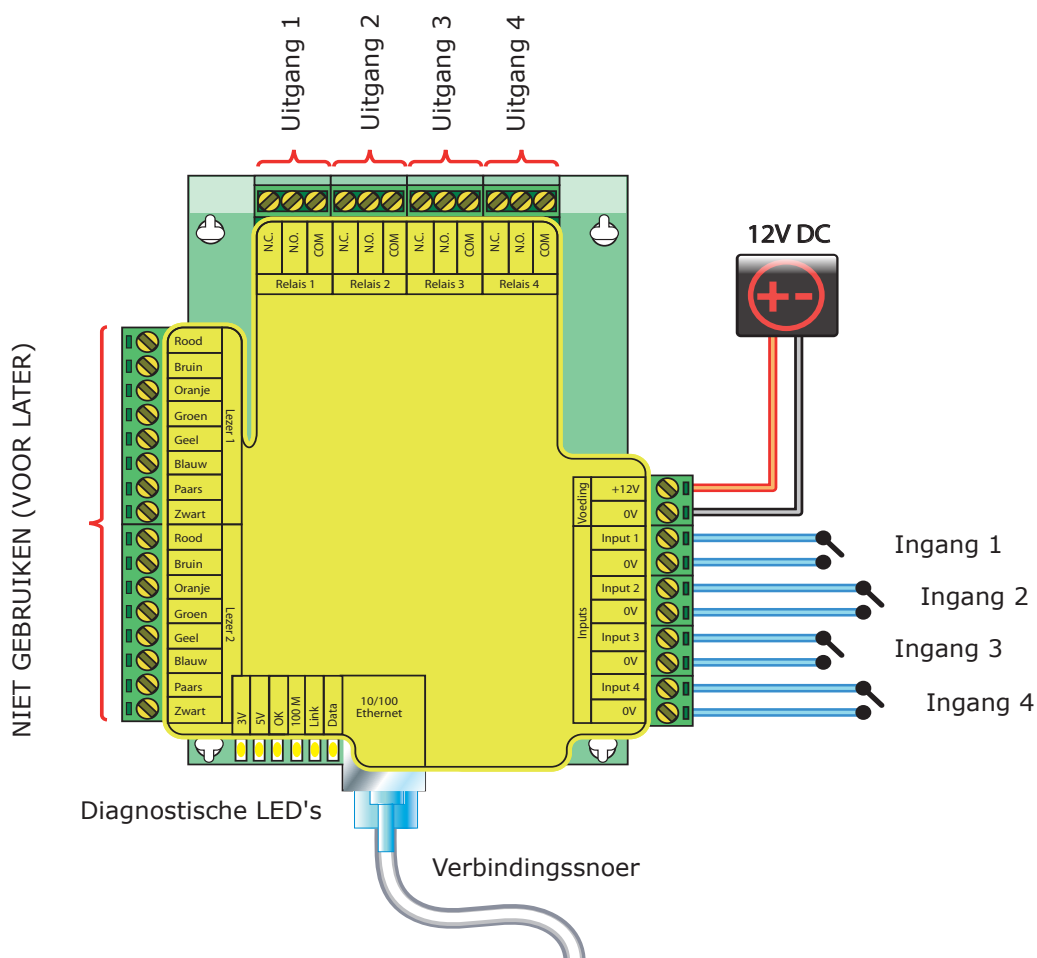 Uitgang 1
Uitgang 2
Uitgang 3
Uitgang 4
N.C.
N.O.
COM
N.C.
N.O.
COM
N.C.
N.O.
COM
N.C.
N.O.
COM
Relais 1
Relais 2
Relais 3
Relais 4
12V DC
NIET GEBRUIKEN (VOOR LATER)
Rood
Bruin
Oranje
Groen
Geel
Blauw
Paars
Zwart
Lezer 1
Rood
Bruin
Oranje
Groen
Geel
Blauw
Paars
Zwart
Lezer 2
Voeding
+12V
0V
Inputs
Input 1
0V
Input 2
0V
Input 3
0V
Input 4
0V
Ingang 1
Ingang 2
Ingang 3
Ingang 4
3V
5V
OK
100 M
Link
Data
10/100
Ethernet
Diagnostische LED's
Verbindingssnoer